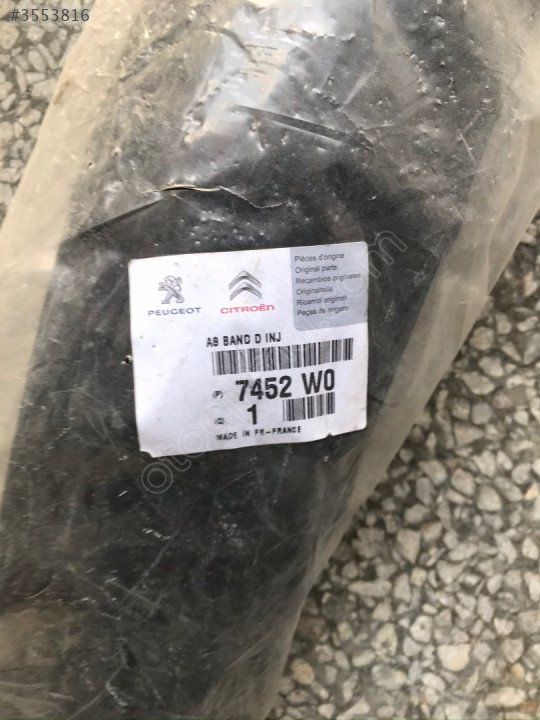 #3553816
PEUGEOT
CITROËN
Pièces d'origine
Original parts
Recambios originales
Originalteile
Ricambi originali
Peças de origem
AB BAND D INJ
(P) 7452 W0
(Q) 1
MADE IN FR-FRANCE